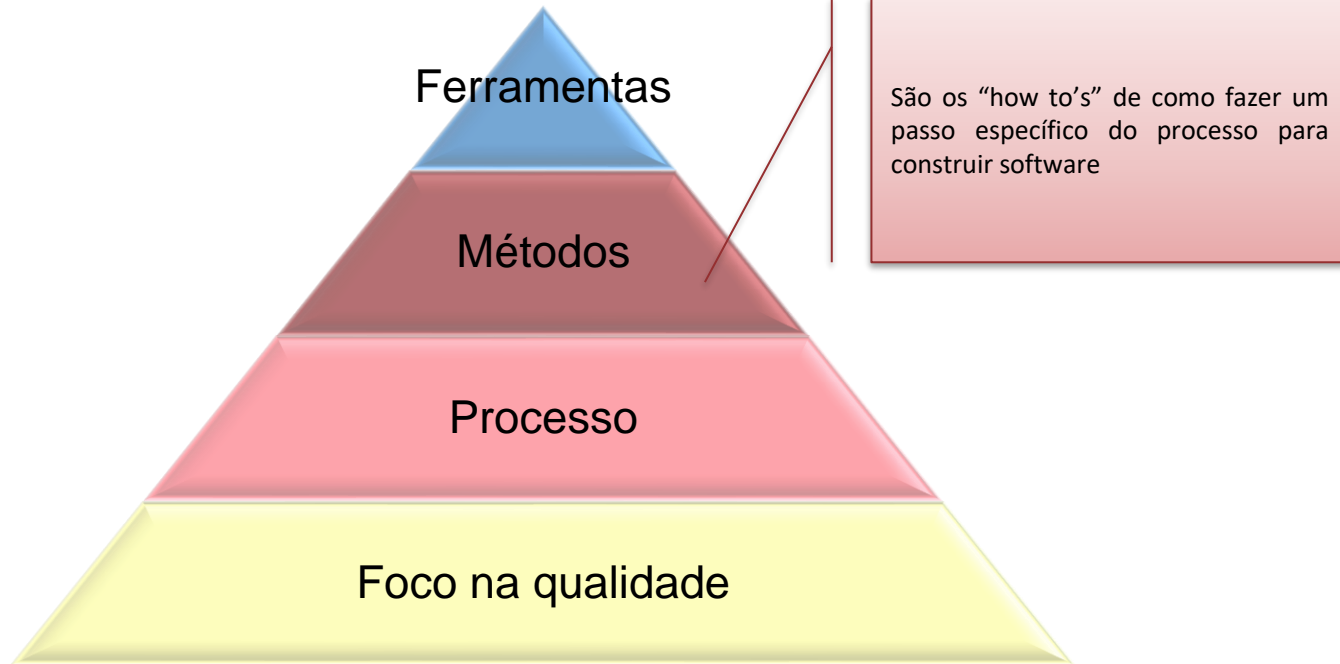 Ferramentas
São os “how to’s” de como fazer um
passo específico do processo para
construir software
Métodos
Processo
Foco na qualidade